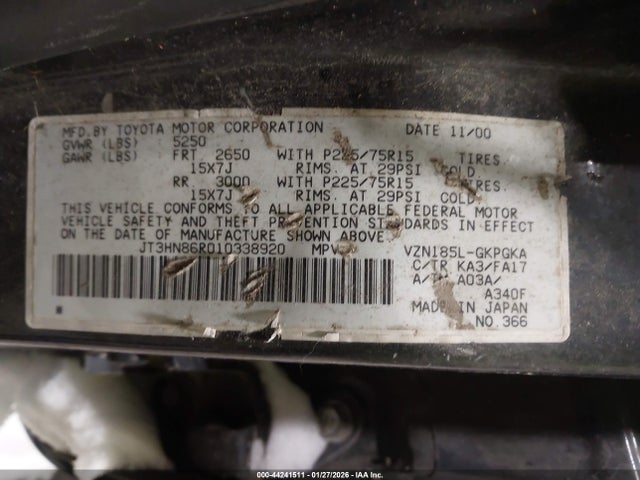 MFD.BY TOYOTA MOTOR CORPORATION DATE 11/00
GVWR (LBS) 5250
GAWR (LBS) FRT 2650 WITH P225/75R15 TIRES
15X7J RIMS. AT 29PSI COLD
RR 3000 WITH P225/75R15 TIRES
15X7J RIMS. AT 29PSI COLD
THIS VEHICLE CONFORMS TO ALL APPLICABLE FEDERAL MOTOR
VEHICLE SAFETY AND THEFT PREVENTION STANDARDS IN EFFECT
ON THE DATE OF MANUFACTURE SHOWN ABOVE.
JT3HN86R010338920 MPV VZN185L-GKPGKA
C/TR KA3/FA17
A/ A03A/
A340F
MADE IN JAPAN
NO.366
000-44241511 - 01/27/2026 - © IAA Inc.